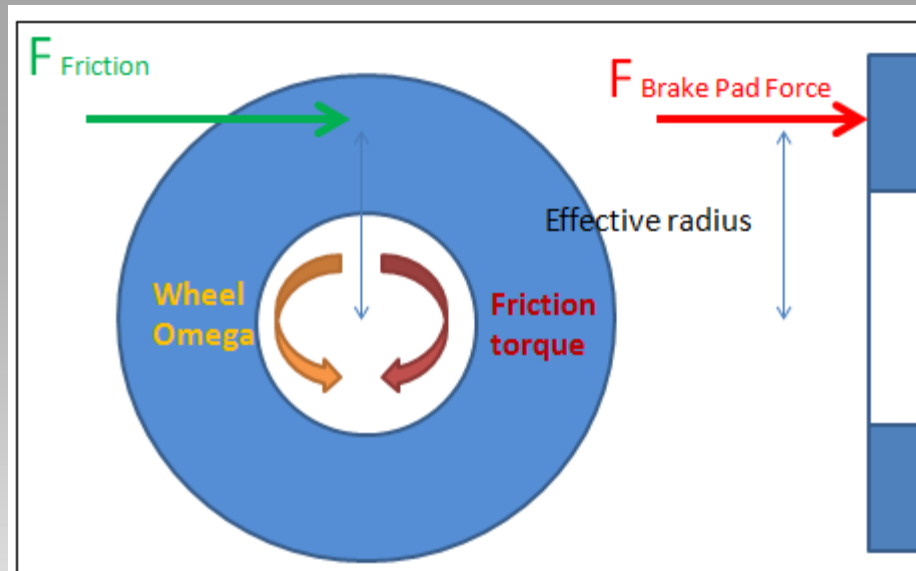 F Friction
F Brake Pad Force
Effective radius
Wheel
Omega
Friction
torque